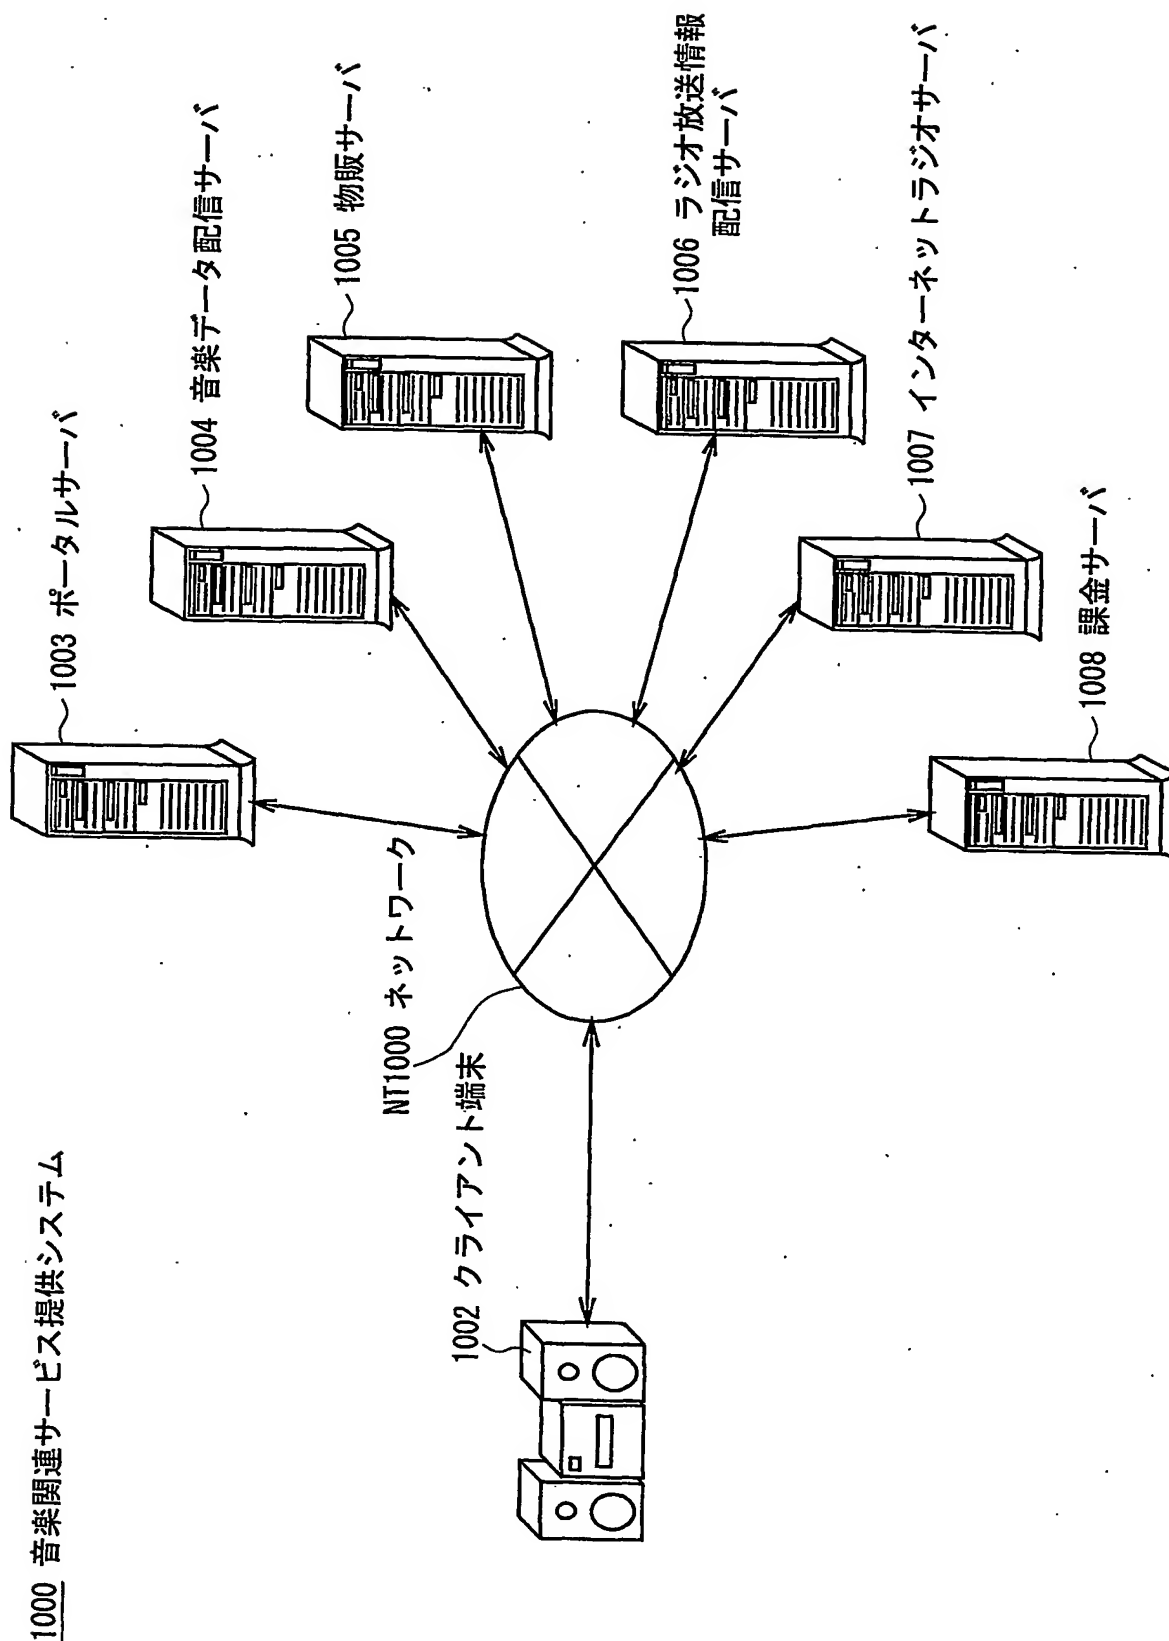 1000 音楽関連サービス提供システム
1002 クライアント端末
NT1000 ネットワーク
1003 ポータルサーバ
1004 音楽データ配信サーバ
1005 物販サーバ
1006 ラジオ放送情報
配信サーバ
1007 インターネットラジオサーバ
1008 課金サーバ